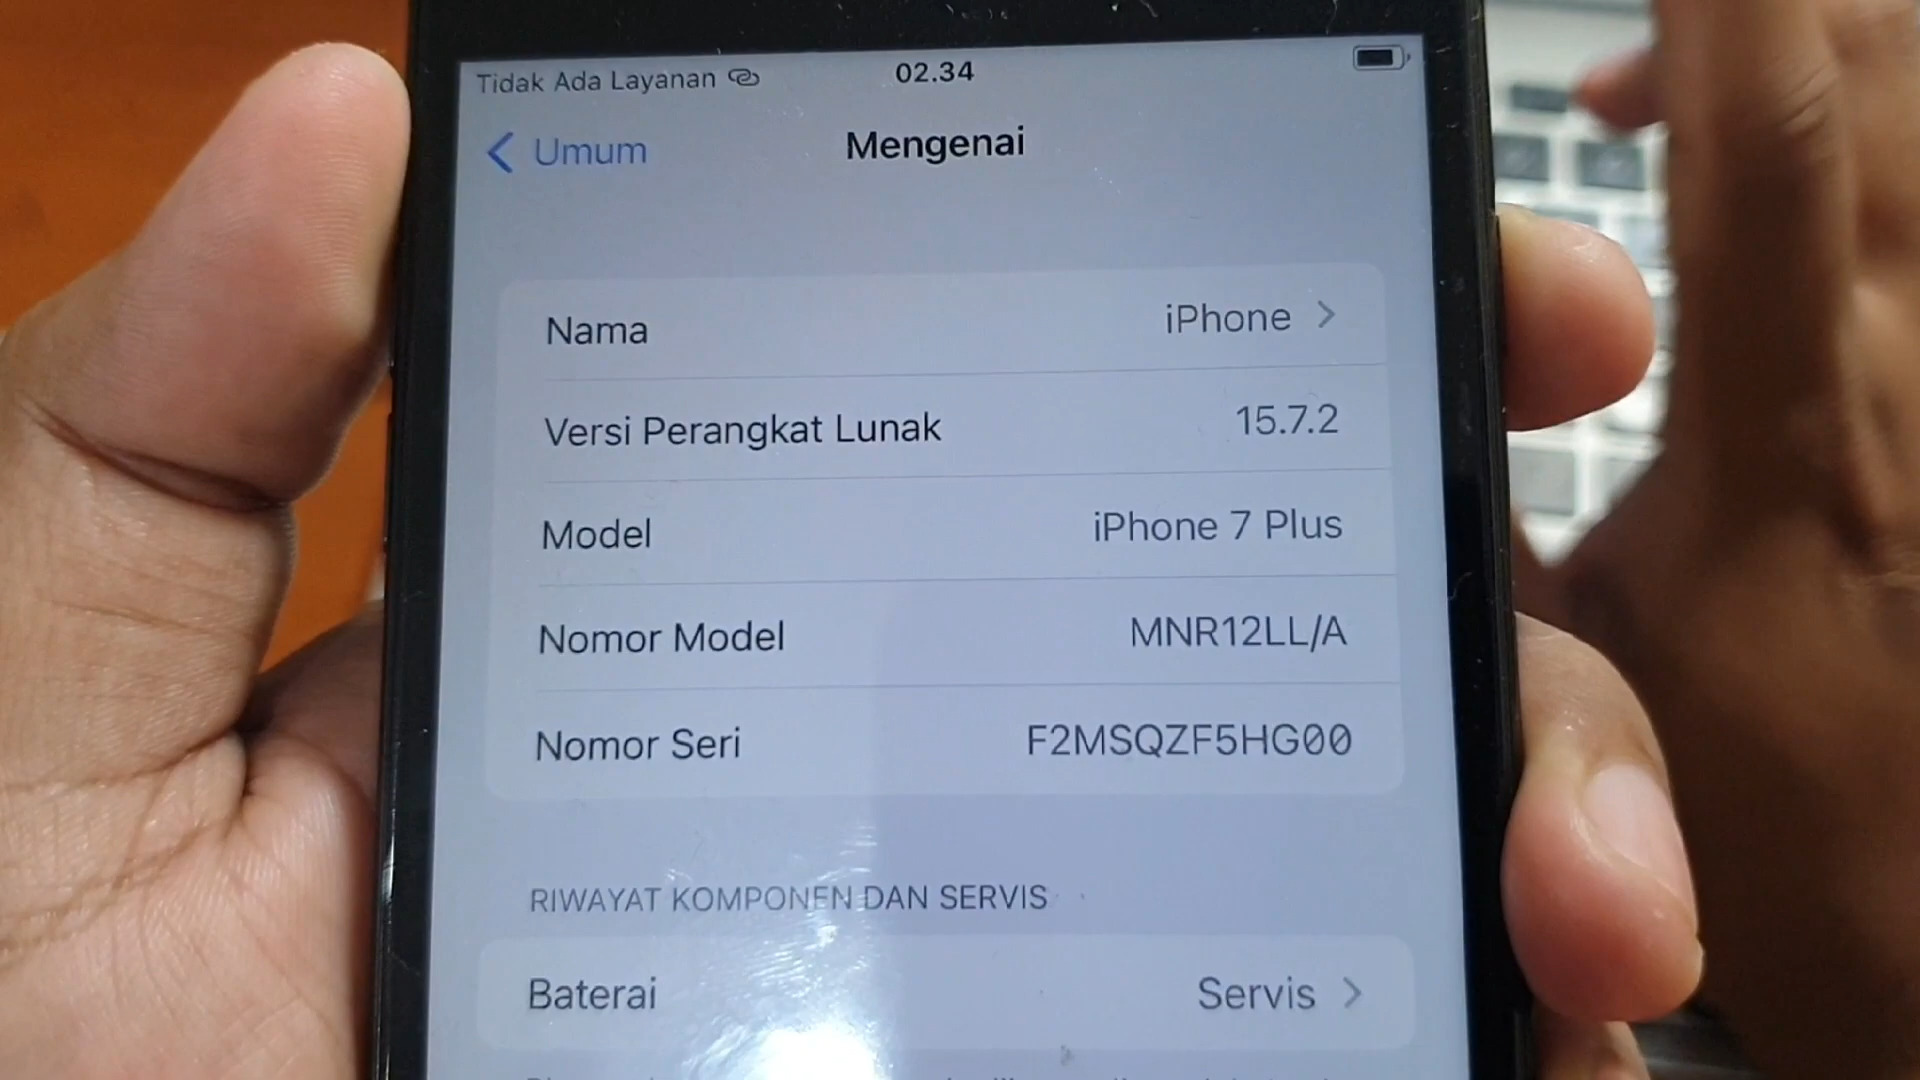 Tidak Ada Layanan 02.34
Umum Mengenai
Nama iPhone
Versi Perangkat Lunak 15.7.2
Model iPhone 7 Plus
Nomor Model MNR12LL/A
Nomor Seri F2MSQZF5HG00
RIWAYAT KOMPONEN DAN SERVIS
Baterai Servis